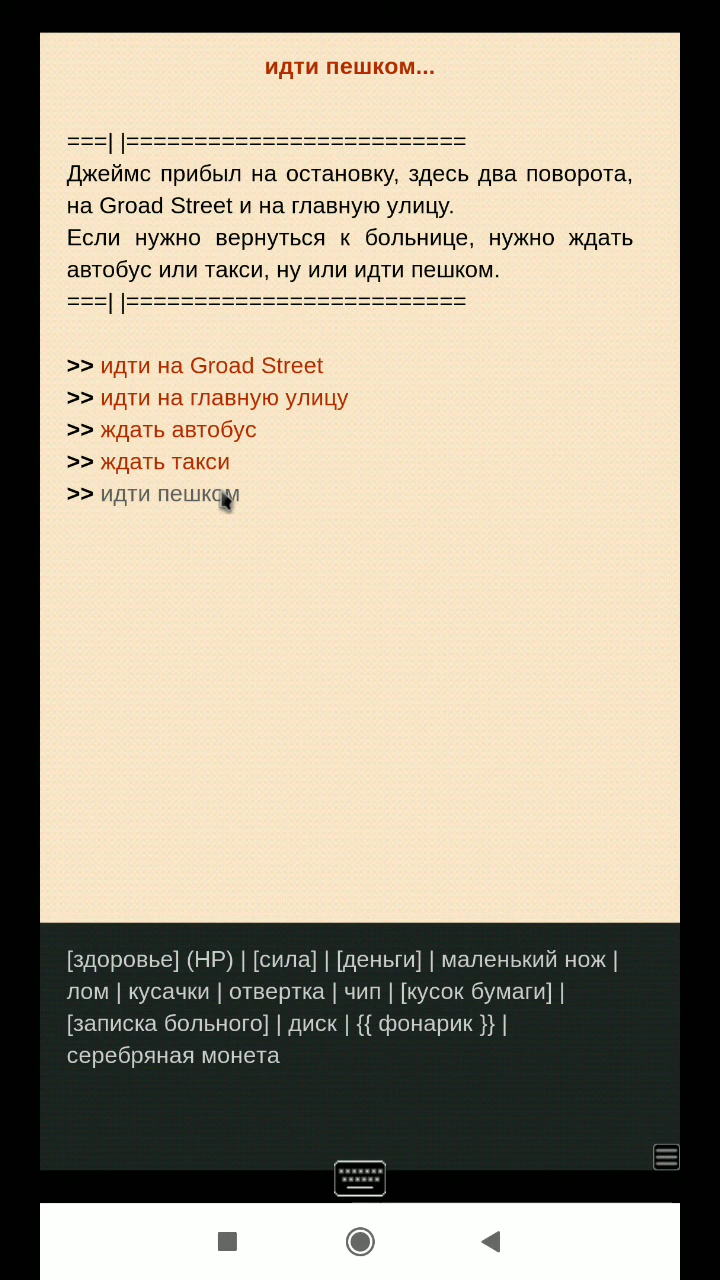 идти пешком...
===| |=========================
Джеймс прибыл на остановку, здесь два поворота,
на Groad Street и на главную улицу.
Если нужно вернуться к больнице, нужно ждать
автобус или такси, ну или идти пешком.
===| |=========================
>> идти на Groad Street
>> идти на главную улицу
>> ждать автобус
>> ждать такси
>> идти пешком
[здоровье] (HP) | [сила] | [деньги] | маленький нож |
лом | кусачки | отвертка | чип | [кусок бумаги] |
[записка больного] | диск | {{ фонарик }} |
серебряная монета